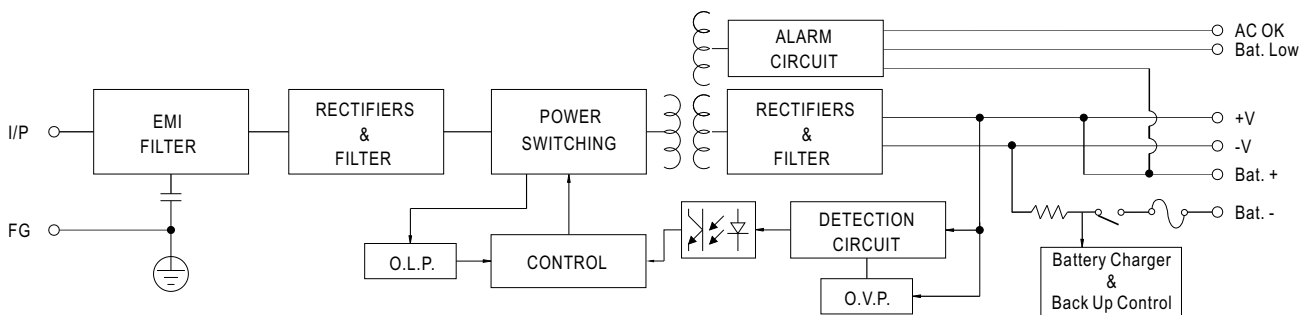 ALARM
CIRCUIT
AC OK
Bat. Low
I/P
EMI
FILTER
RECTIFIERS
&
FILTER
POWER
SWITCHING
RECTIFIERS
&
FILTER
+V
-V
Bat. +
Bat. -
FG
O.L.P.
CONTROL
DETECTION
CIRCUIT
O.V.P.
Battery Charger
&
Back Up Control